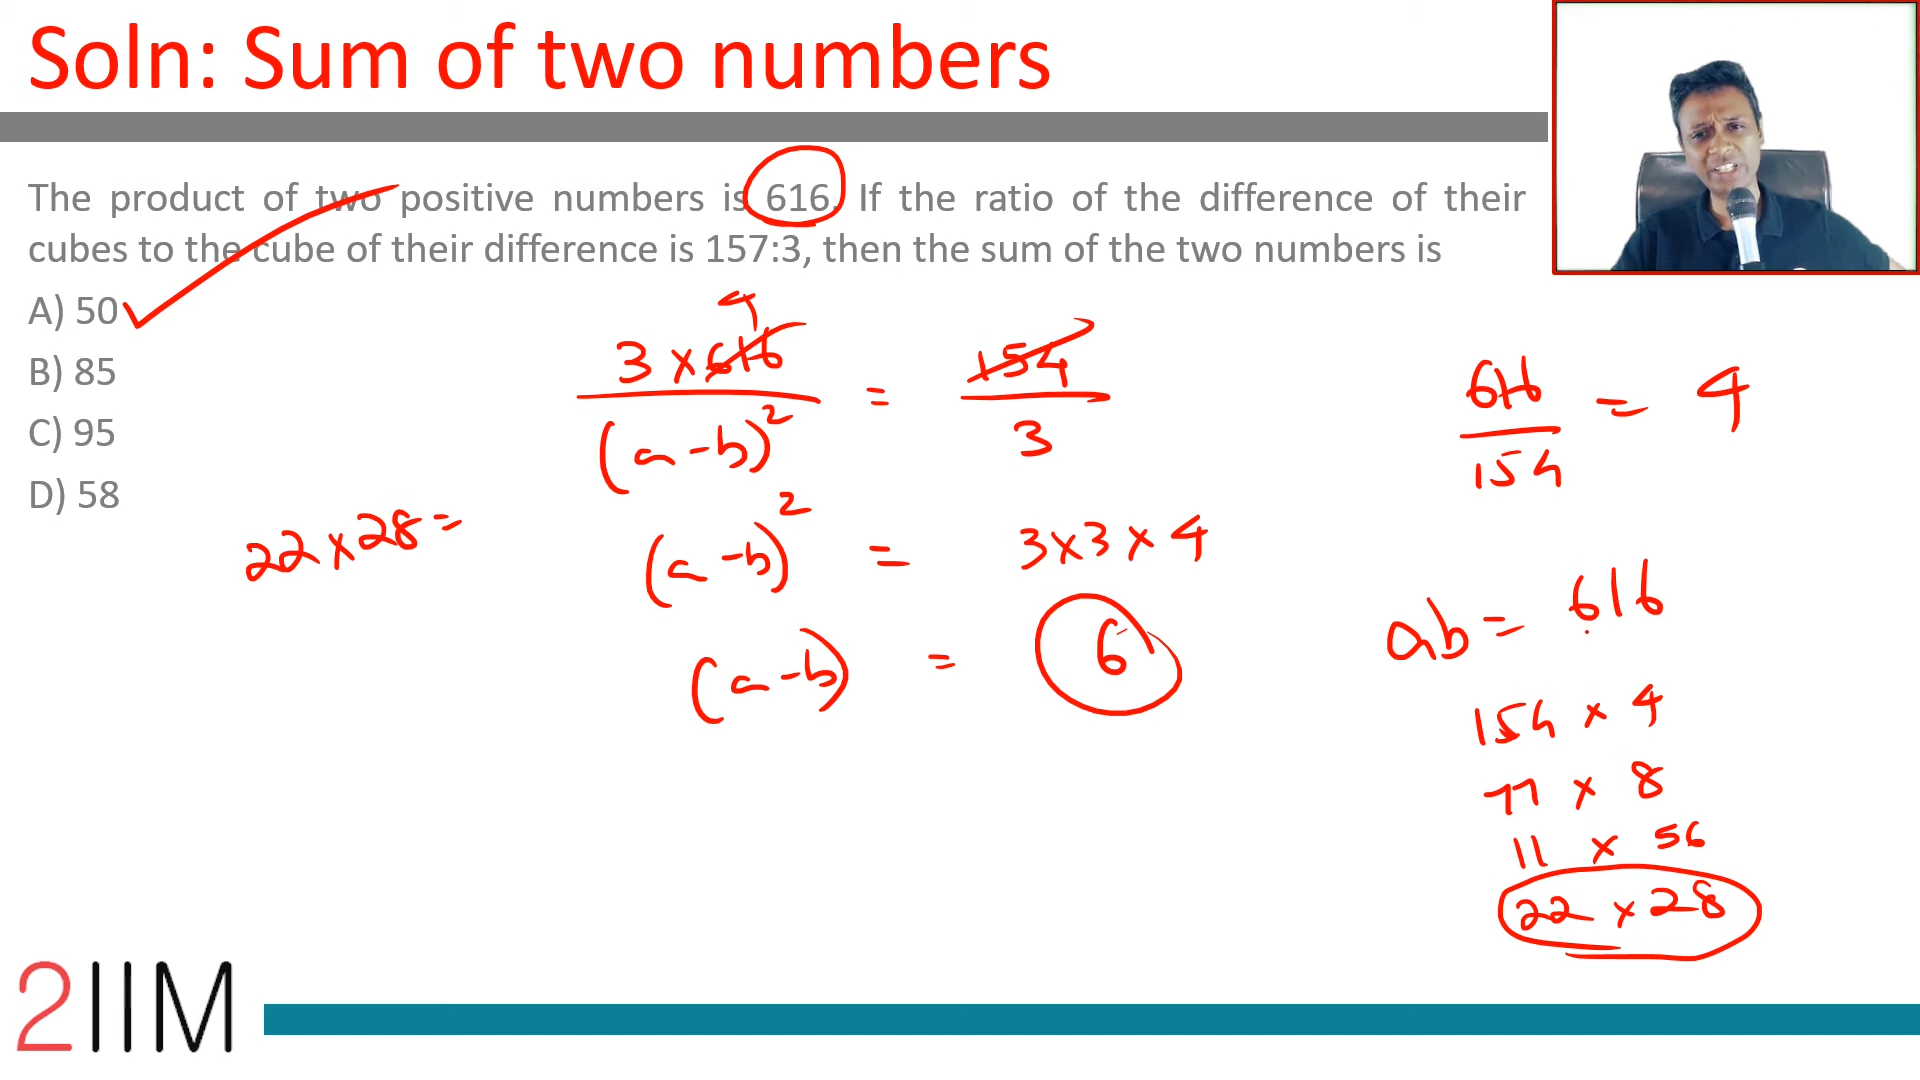 Soln: Sum of two numbers
The product of two positive numbers is 616. If the ratio of the difference of their
cubes to the cube of their difference is 157:3, then the sum of the two numbers is
A) 50
B) 85
C) 95
D) 58
4
3 × 616 / (a - b)² = 154 / 3
(a - b)² = 3 × 3 × 4
(a - b) = 6
22 × 28 =
616 / 154 = 4
ab = 616
154 × 4
77 × 8
11 × 56
22 × 28
2IIM